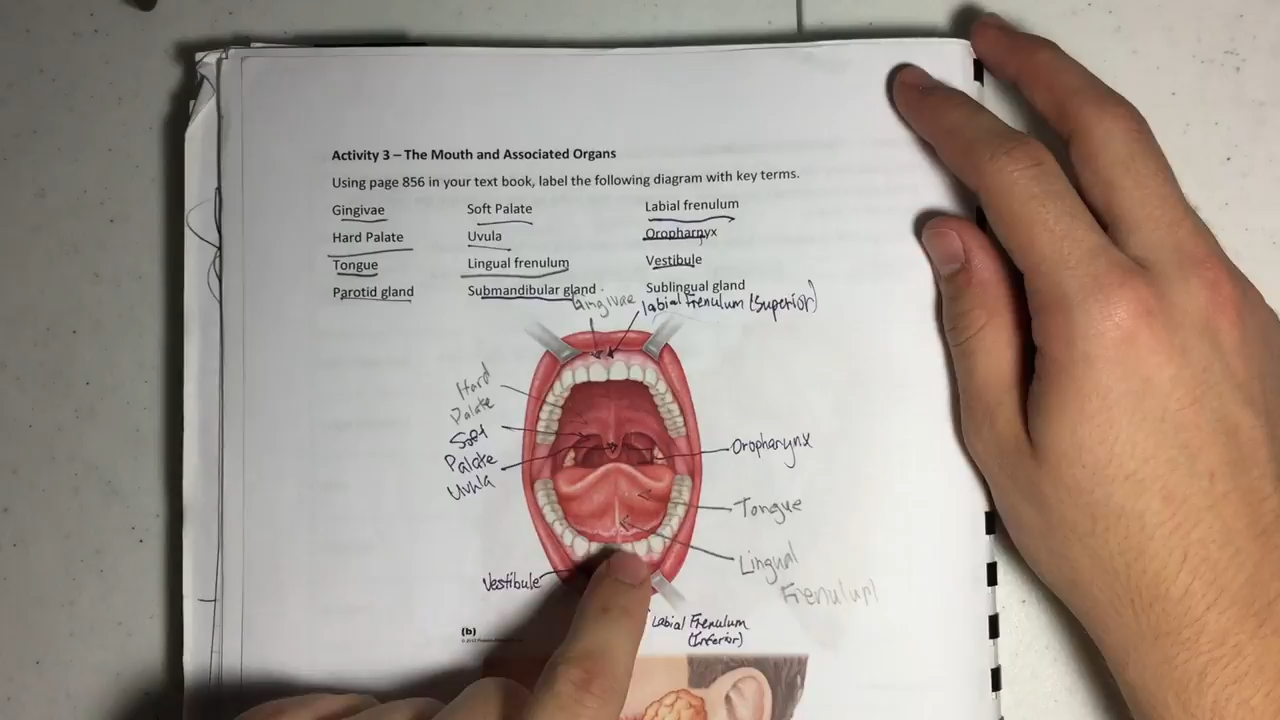 Activity 3 – The Mouth and Associated Organs
Using page 856 in your text book, label the following diagram with key terms.
Gingivae Soft Palate Labial frenulum
Hard Palate Uvula Oropharnyx
Tongue Lingual frenulum Vestibule
Parotid gland Submandibular gland Sublingual gland
Gingivae Labial Frenulum (Superior)
Hard
Palate
Soft
Palate
Uvula
Oropharynx
Tongue
Lingual
Frenulum
Vestibule
Labial Frenulum
(Inferior)
(b)